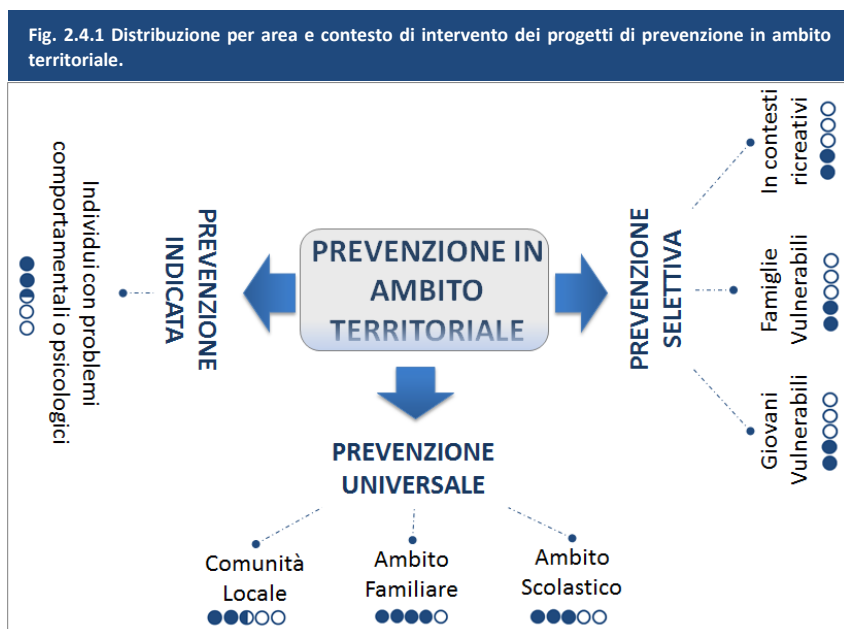 Fig. 2.4.1 Distribuzione per area e contesto di intervento dei progetti di prevenzione in ambito
territoriale.
PREVENZIONE IN
AMBITO
TERRITORIALE
PREVENZIONE
INDICATA
Individui con problemi
comportamentali o psicologici
PREVENZIONE
SELETTIVA
In contesti
ricreativi
Famiglie
Vulnerabili
Giovani
Vulnerabili
PREVENZIONE
UNIVERSALE
Comunità
Locale
Ambito
Familiare
Ambito
Scolastico